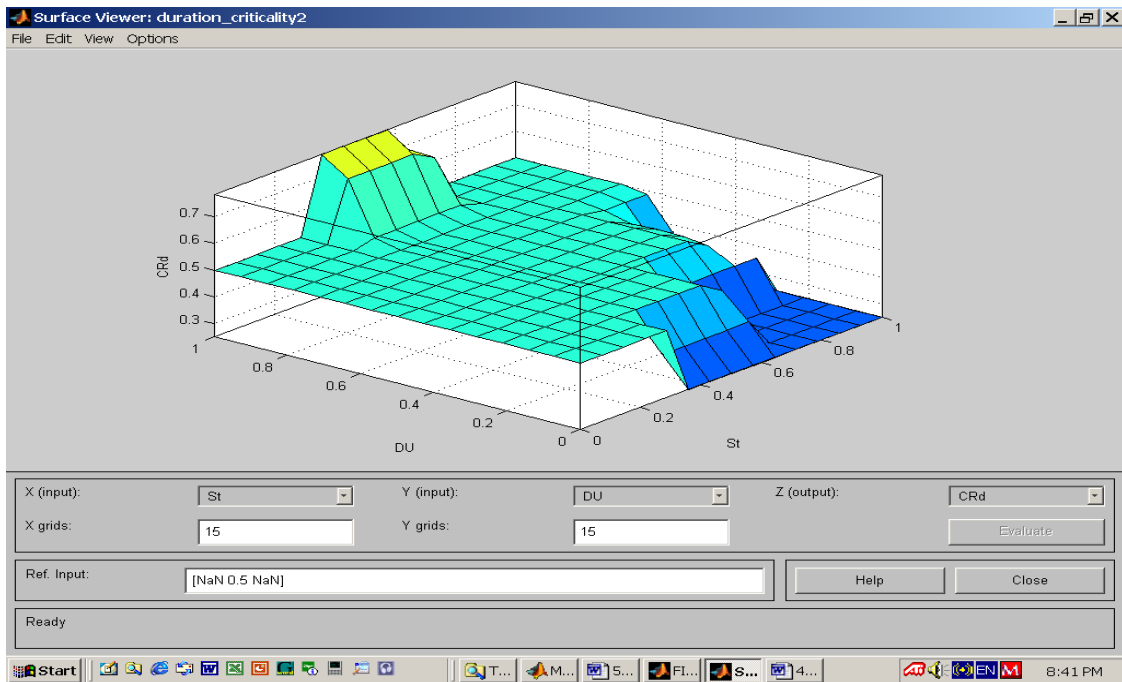 Surface Viewer: duration_criticality2
File Edit View Options
0.7
0.6
0.5
0.4
0.3
CRd
1
0.8
0.6
0.4
0.2
0
DU
0
0.2
0.4
0.6
0.8
1
St
X (input): St Y (input): DU Z (output): CRd
X grids: 15 Y grids: 15 Evaluate
Ref. Input: [NaN 0.5 NaN] Help Close
Ready
Start T... M... 5... FI... S... 4... EN 8:41 PM